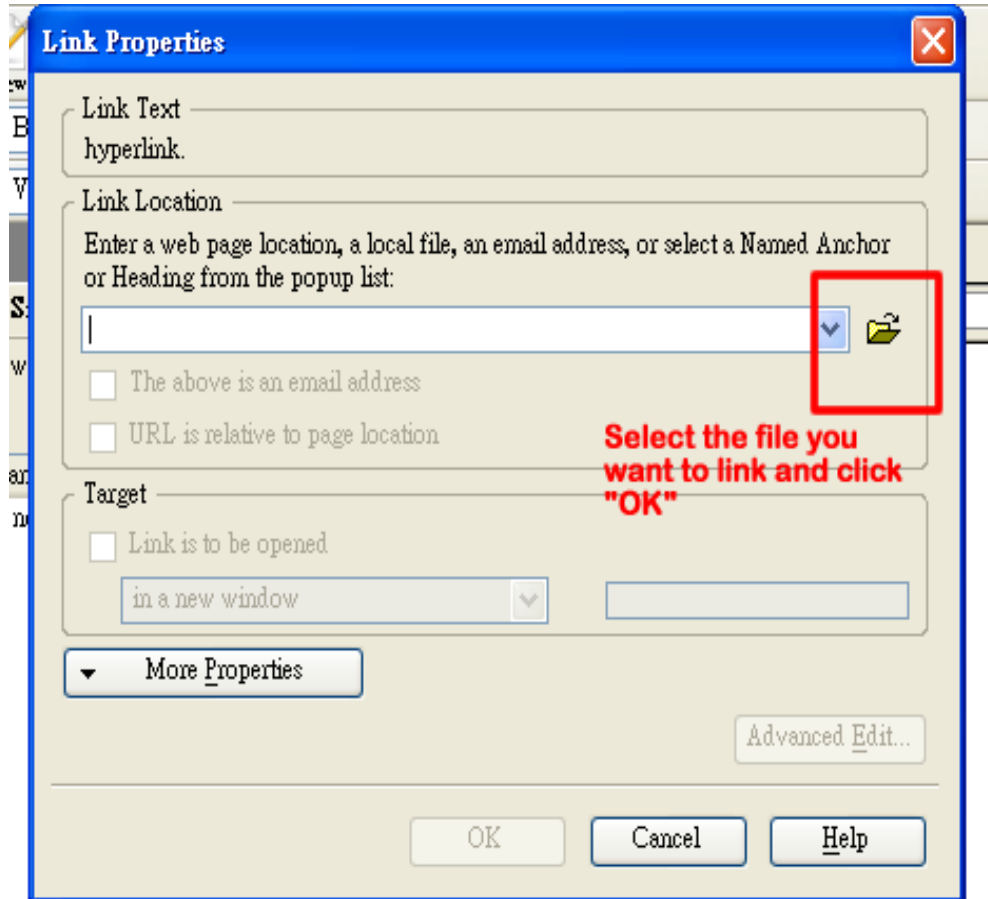 Link Properties
Link Text
hyperlink.
Link Location
Enter a web page location, a local file, an email address, or select a Named Anchor
or Heading from the popup list:
The above is an email address
URL is relative to page location
Select the file you
want to link and click
"OK"
Target
Link is to be opened
in a new window
More Properties
Advanced Edit...
OK
Cancel
Help